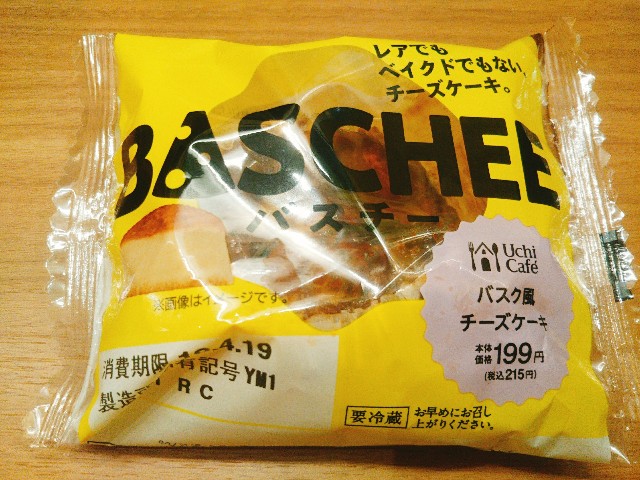 レアでも
ベイクドでもない、
チーズケーキ。
BASCHEE
バスチー
Uchi
Café
バスク風
チーズケーキ
本体
価格 199円
(税込215円)
※画像はイメージです。
4.19
消費期限 有記号 YM1
製造 R C
要冷蔵 お早めにお召し
上がりください。